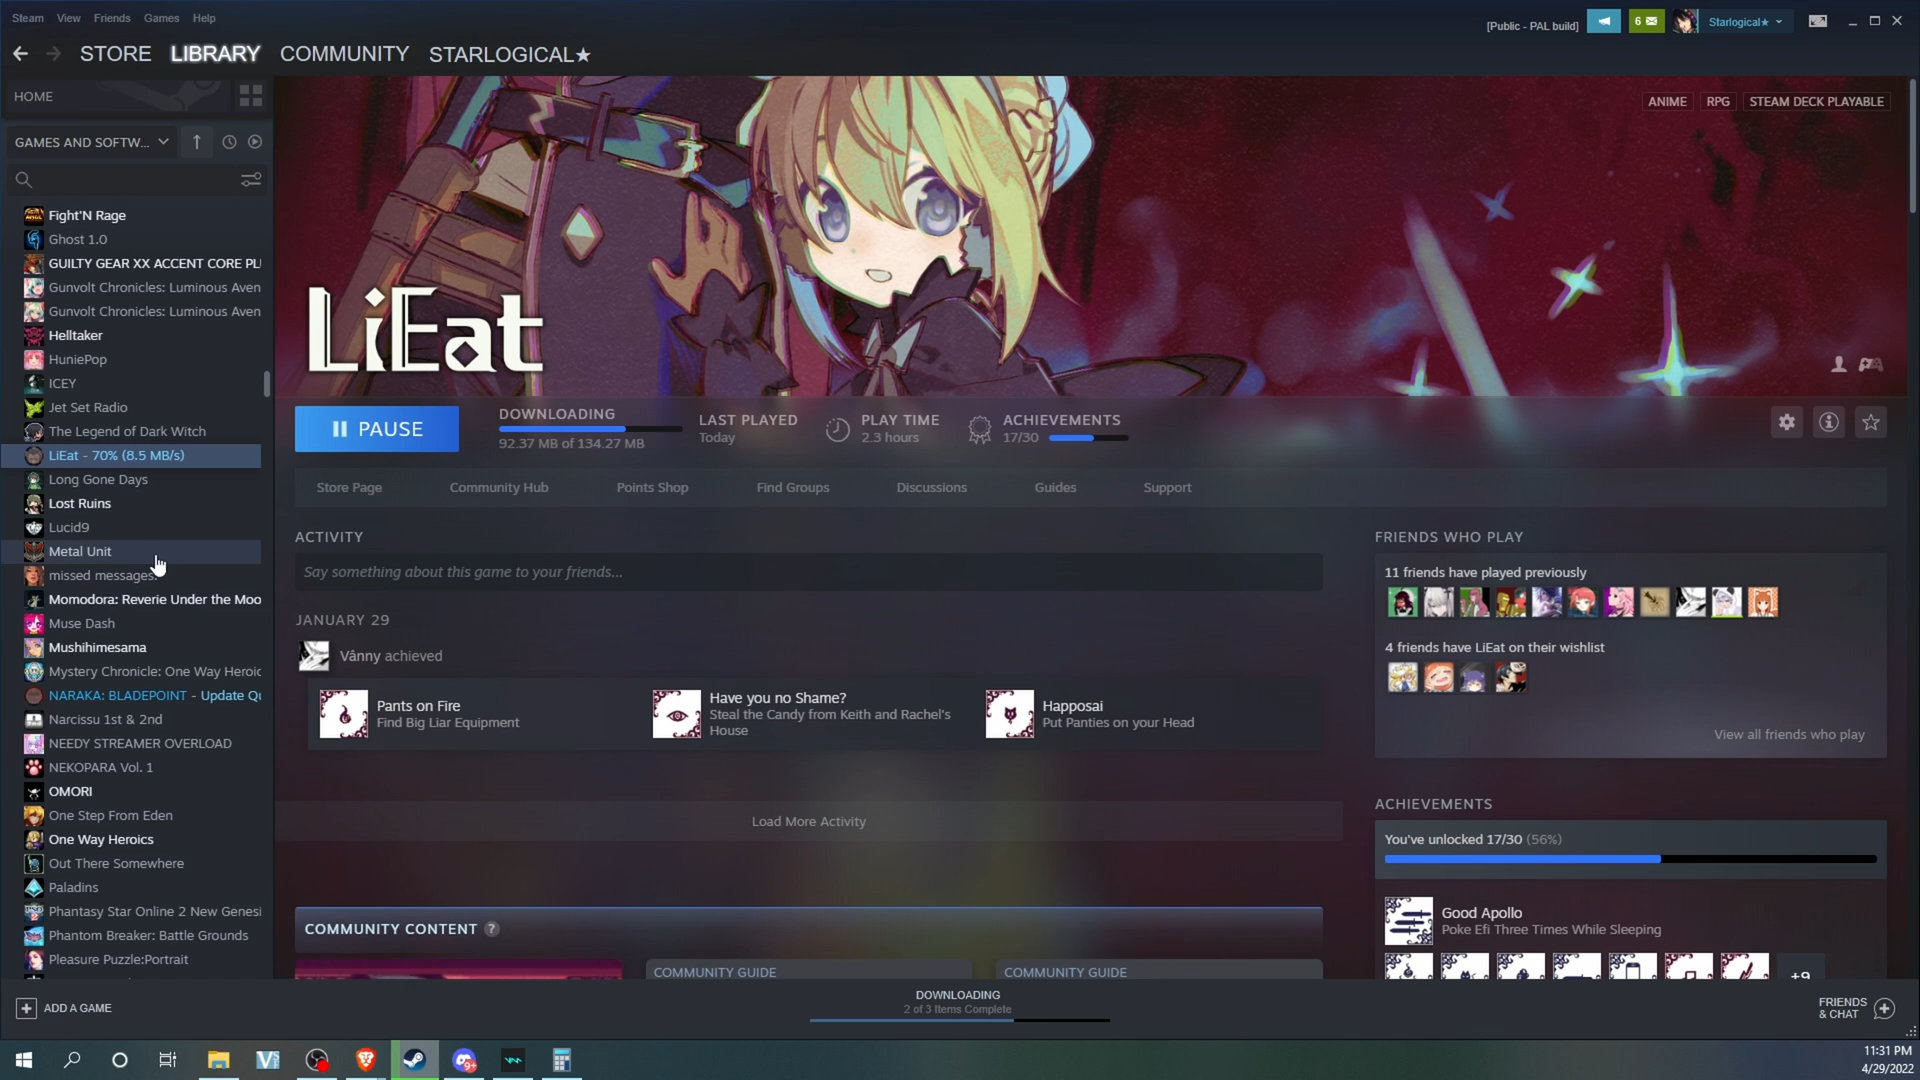 Steam View Friends Games Help
[Public - PAL build]
6
Starlogical★
STORE LIBRARY COMMUNITY STARLOGICAL★
HOME
GAMES AND SOFTW...
Fight'N Rage
Ghost 1.0
GUILTY GEAR XX ACCENT CORE PL
Gunvolt Chronicles: Luminous Aven
Gunvolt Chronicles: Luminous Aven
Helltaker
HuniePop
ICEY
Jet Set Radio
The Legend of Dark Witch
LiEat - 70% (8.5 MB/s)
Long Gone Days
Lost Ruins
Lucid9
Metal Unit
missed messages.
Momodora: Reverie Under the Moo
Muse Dash
Mushihimesama
Mystery Chronicle: One Way Heroic
NARAKA: BLADEPOINT - Update Qu
Narcissu 1st & 2nd
NEEDY STREAMER OVERLOAD
NEKOPARA Vol. 1
OMORI
One Step From Eden
One Way Heroics
Out There Somewhere
Paladins
Phantasy Star Online 2 New Genesi
Phantom Breaker: Battle Grounds
Pleasure Puzzle:Portrait
ADD A GAME
ANIME RPG STEAM DECK PLAYABLE
LiEat
PAUSE
DOWNLOADING
92.37 MB of 134.27 MB
LAST PLAYED
Today
PLAY TIME
2.3 hours
ACHIEVEMENTS
17/30
Store Page Community Hub Points Shop Find Groups Discussions Guides Support
ACTIVITY
Say something about this game to your friends...
JANUARY 29
Vânny achieved
Pants on Fire
Find Big Liar Equipment
Have you no Shame?
Steal the Candy from Keith and Rachel's
House
Happosai
Put Panties on your Head
Load More Activity
COMMUNITY CONTENT ?
COMMUNITY GUIDE
COMMUNITY GUIDE
FRIENDS WHO PLAY
11 friends have played previously
4 friends have LiEat on their wishlist
View all friends who play
ACHIEVEMENTS
You've unlocked 17/30 (56%)
Good Apollo
Poke Efi Three Times While Sleeping
+9
DOWNLOADING
2 of 3 Items Complete
FRIENDS
& CHAT
9+
11:31 PM
4/29/2022